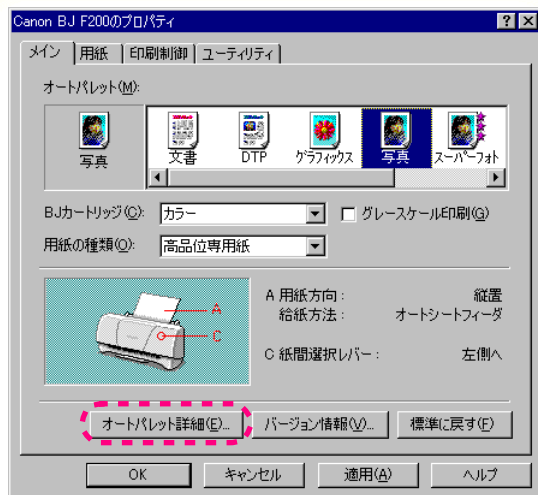 Canon BJ F200のプロパティ
メイン 用紙 印刷制御 ユーティリティ
オートパレット(M):
写真 文書 DTP グラフィックス 写真 スーパーフォト
BJカートリッジ(C): カラー グレースケール印刷(G)
用紙の種類(O): 高品位専用紙
A 用紙方向: 縦置
給紙方法: オートシートフィーダ
A
C
C 紙間選択レバー: 左側へ
オートパレット詳細(E)... バージョン情報(V)... 標準に戻す(F)
OK キャンセル 適用(A) ヘルプ